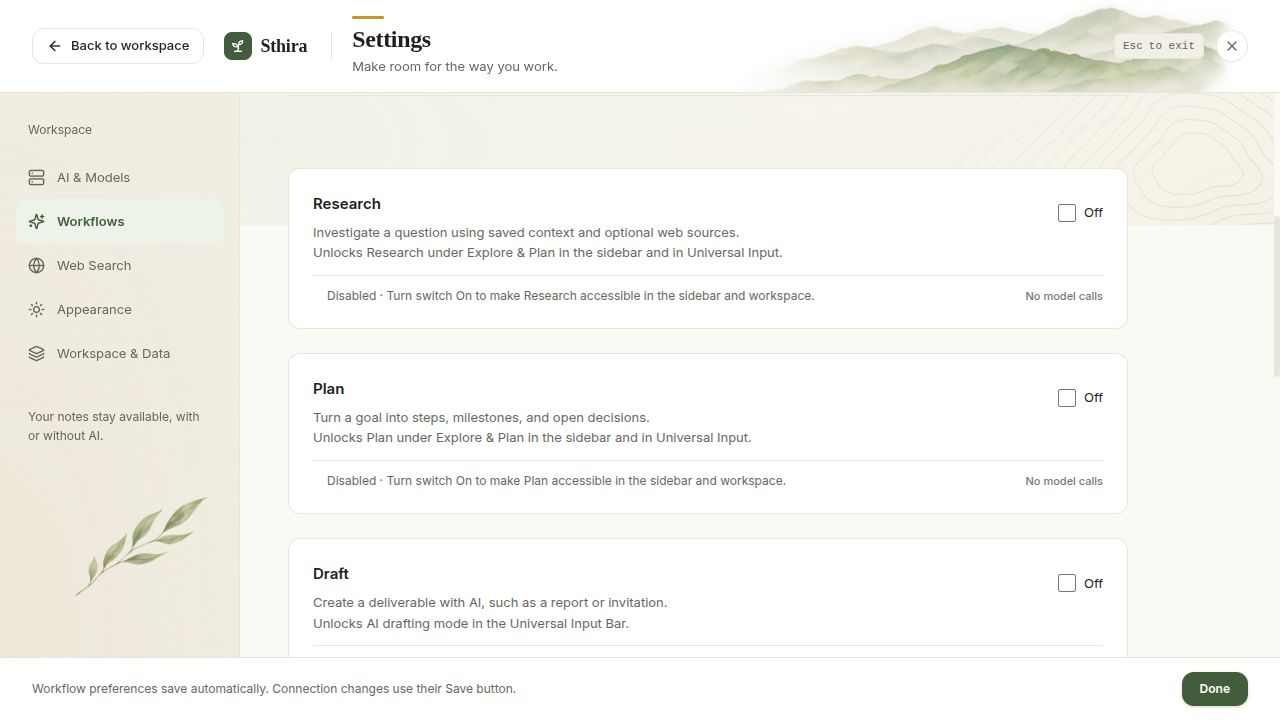 Back to workspace
Sthira
Settings
Make room for the way you work.
Esc to exit
Workspace
AI & Models
Workflows
Web Search
Appearance
Workspace & Data
Your notes stay available, with
or without AI.
Research
Off
Investigate a question using saved context and optional web sources.
Unlocks Research under Explore & Plan in the sidebar and in Universal Input.
Disabled · Turn switch On to make Research accessible in the sidebar and workspace.
No model calls
Plan
Off
Turn a goal into steps, milestones, and open decisions.
Unlocks Plan under Explore & Plan in the sidebar and in Universal Input.
Disabled · Turn switch On to make Plan accessible in the sidebar and workspace.
No model calls
Draft
Off
Create a deliverable with AI, such as a report or invitation.
Unlocks AI drafting mode in the Universal Input Bar.
Workflow preferences save automatically. Connection changes use their Save button.
Done